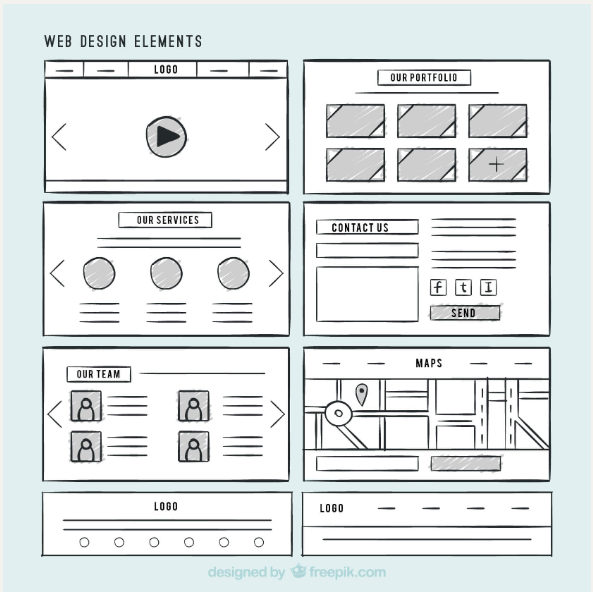 WEB DESIGN ELEMENTS
LOGO
OUR PORTFOLIO
OUR SERVICES
CONTACT US
f t I
SEND
OUR TEAM
MAPS
LOGO
LOGO
designed by freepik.com